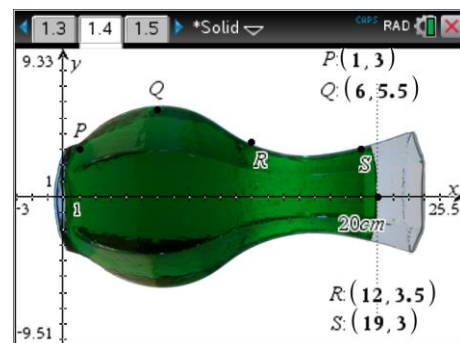 1.3 1.4 1.5 *Solid CAPS RAD
9.33 y
P:(1, 3)
Q:(6, 5.5)
Q
P
R
S
1
x
-3
1
20cm
25.5
R:(12, 3.5)
S:(19, 3)
-9.51